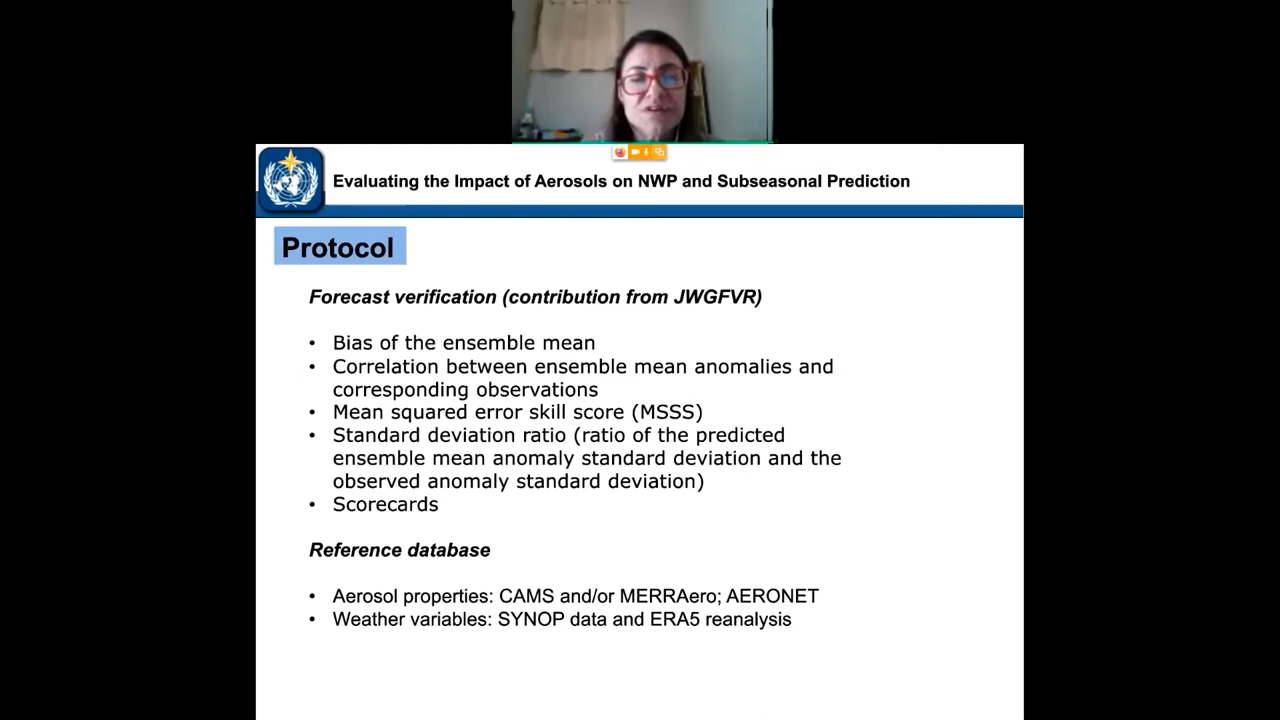 Evaluating the Impact of Aerosols on NWP and Subseasonal Prediction
Protocol
Forecast verification (contribution from JWGFVR)
• Bias of the ensemble mean
• Correlation between ensemble mean anomalies and
corresponding observations
• Mean squared error skill score (MSSS)
• Standard deviation ratio (ratio of the predicted
ensemble mean anomaly standard deviation and the
observed anomaly standard deviation)
• Scorecards
Reference database
• Aerosol properties: CAMS and/or MERRAero; AERONET
• Weather variables: SYNOP data and ERA5 reanalysis